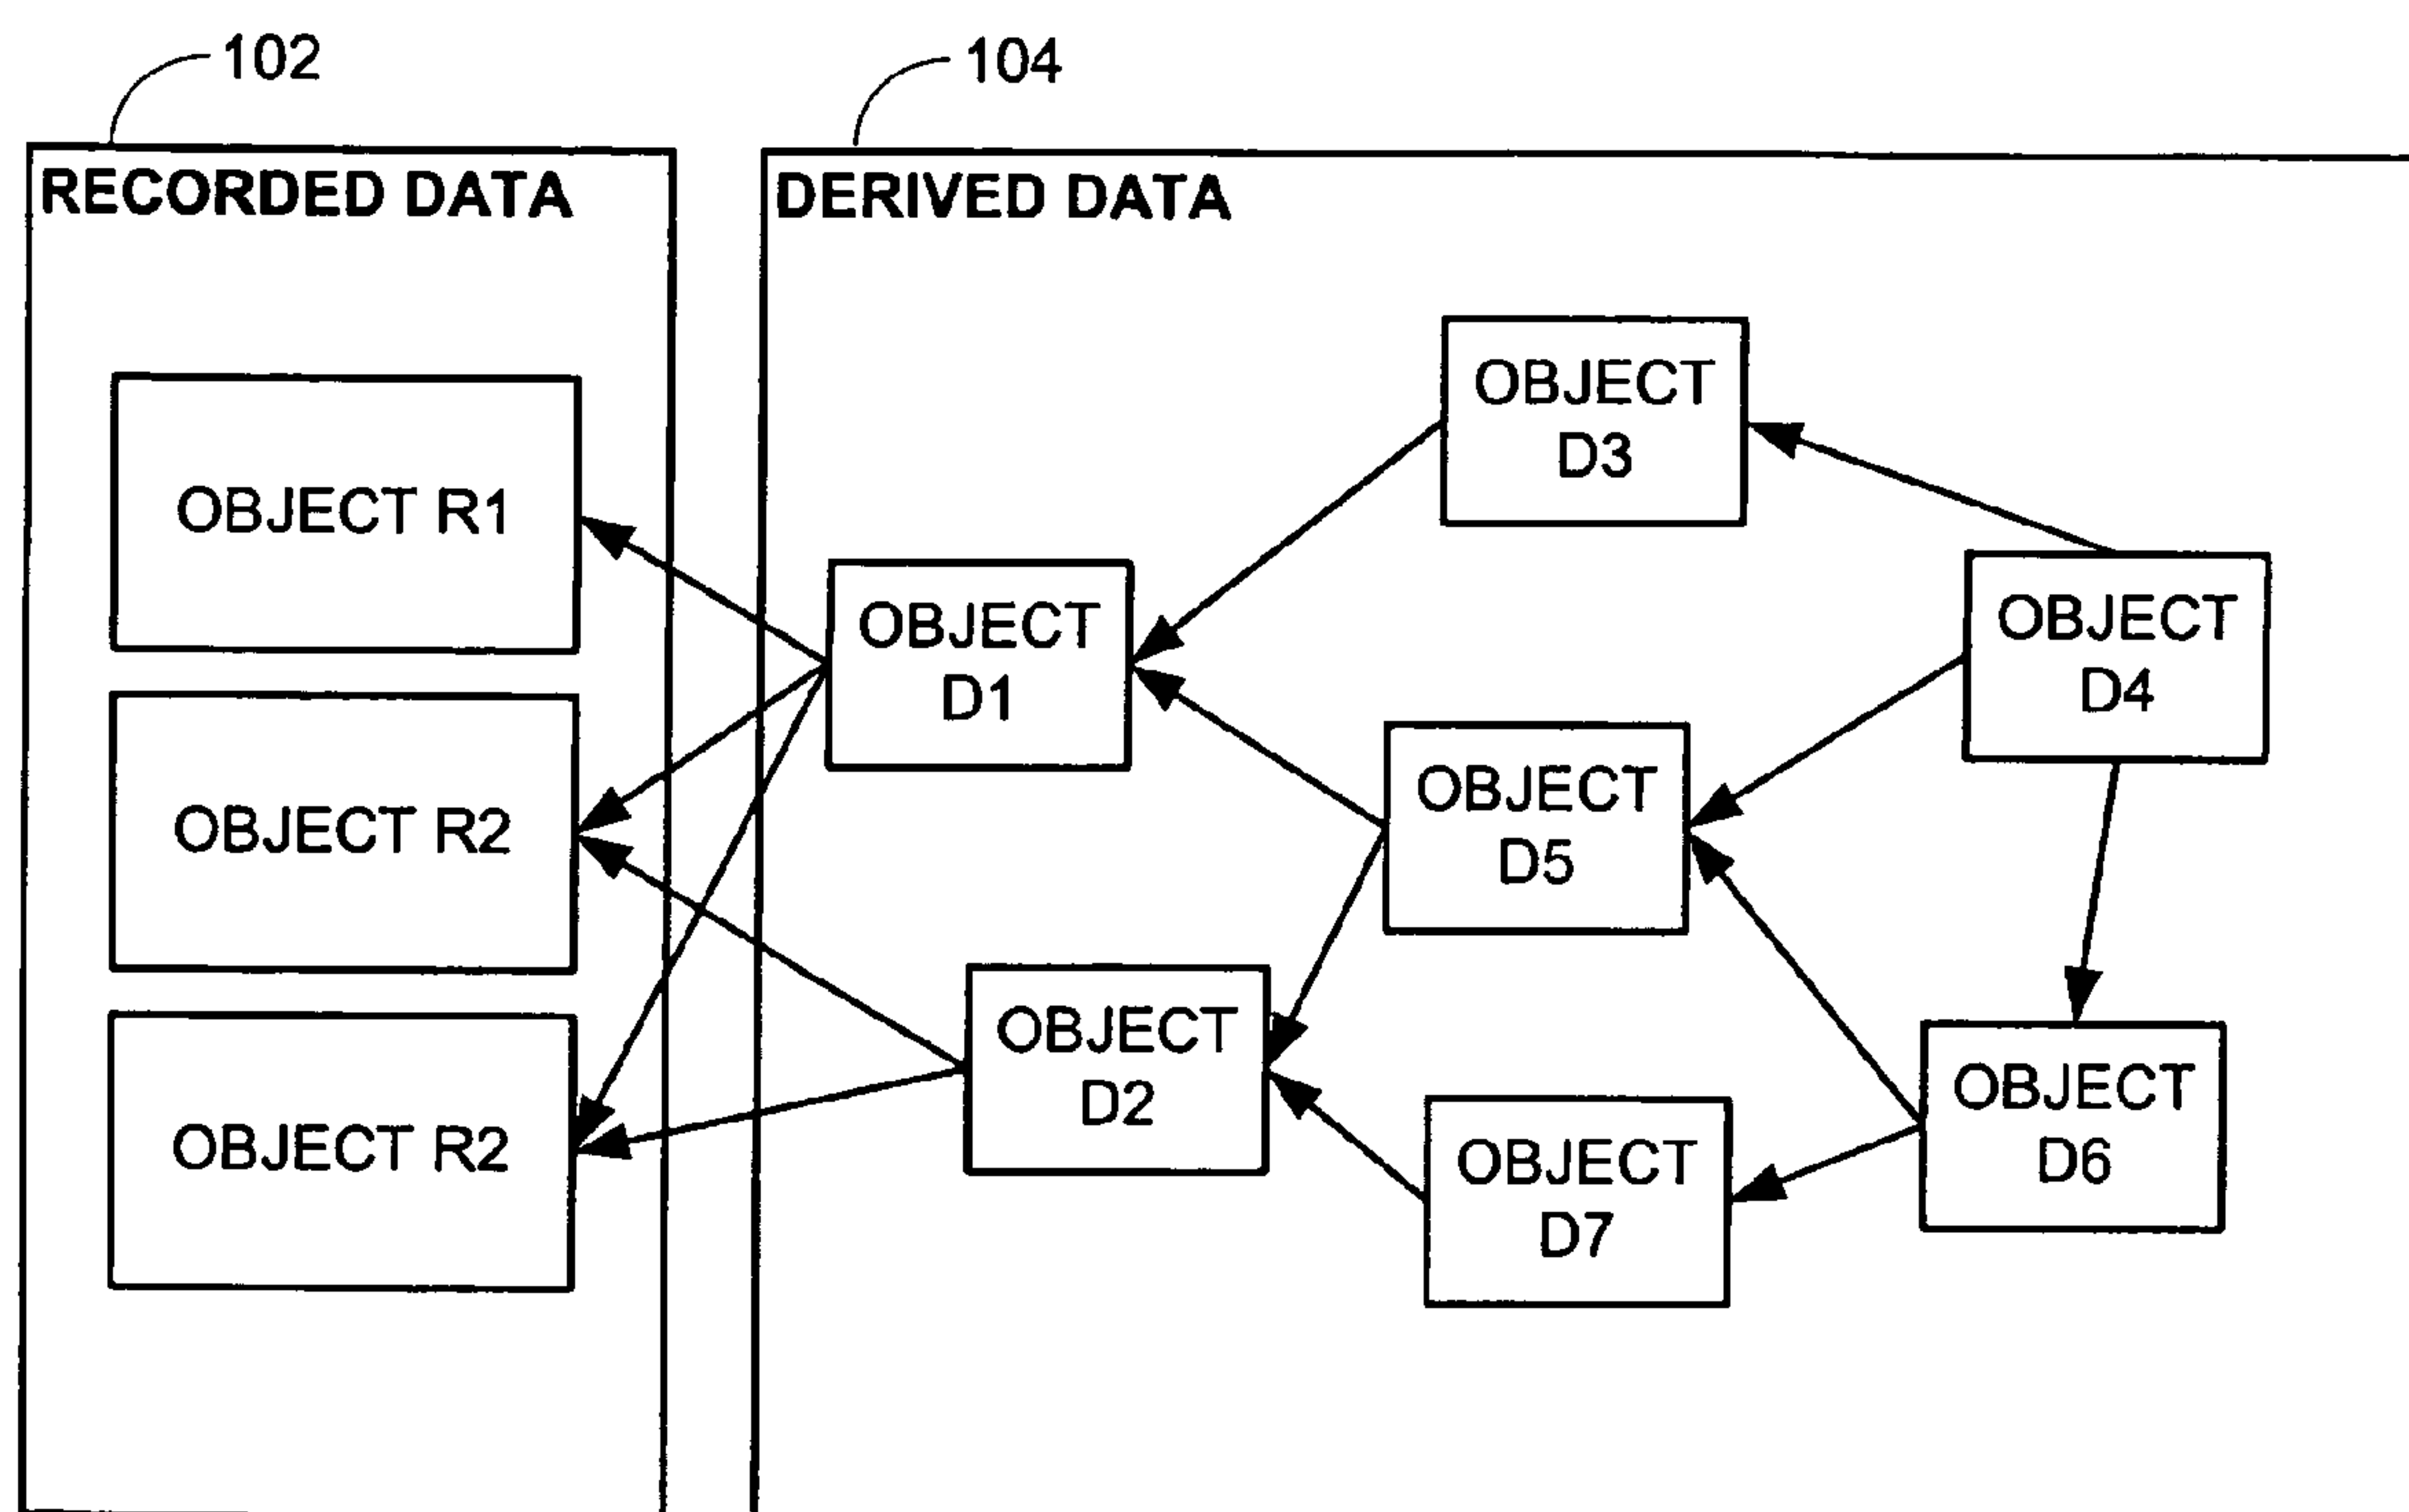 102
104
RECORDED DATA
DERIVED DATA
OBJECT R1
OBJECT R2
OBJECT R2
OBJECT
D1
OBJECT
D2
OBJECT
D3
OBJECT
D5
OBJECT
D7
OBJECT
D4
OBJECT
D6